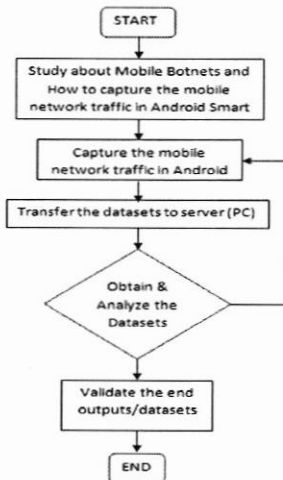 START
Study about Mobile Botnets and
How to capture the mobile
network traffic in Android Smart
Capture the mobile
network traffic in Android
Transfer the datasets to server (PC)
Obtain &
Analyze the
Datasets
Validate the end
outputs/datasets
END